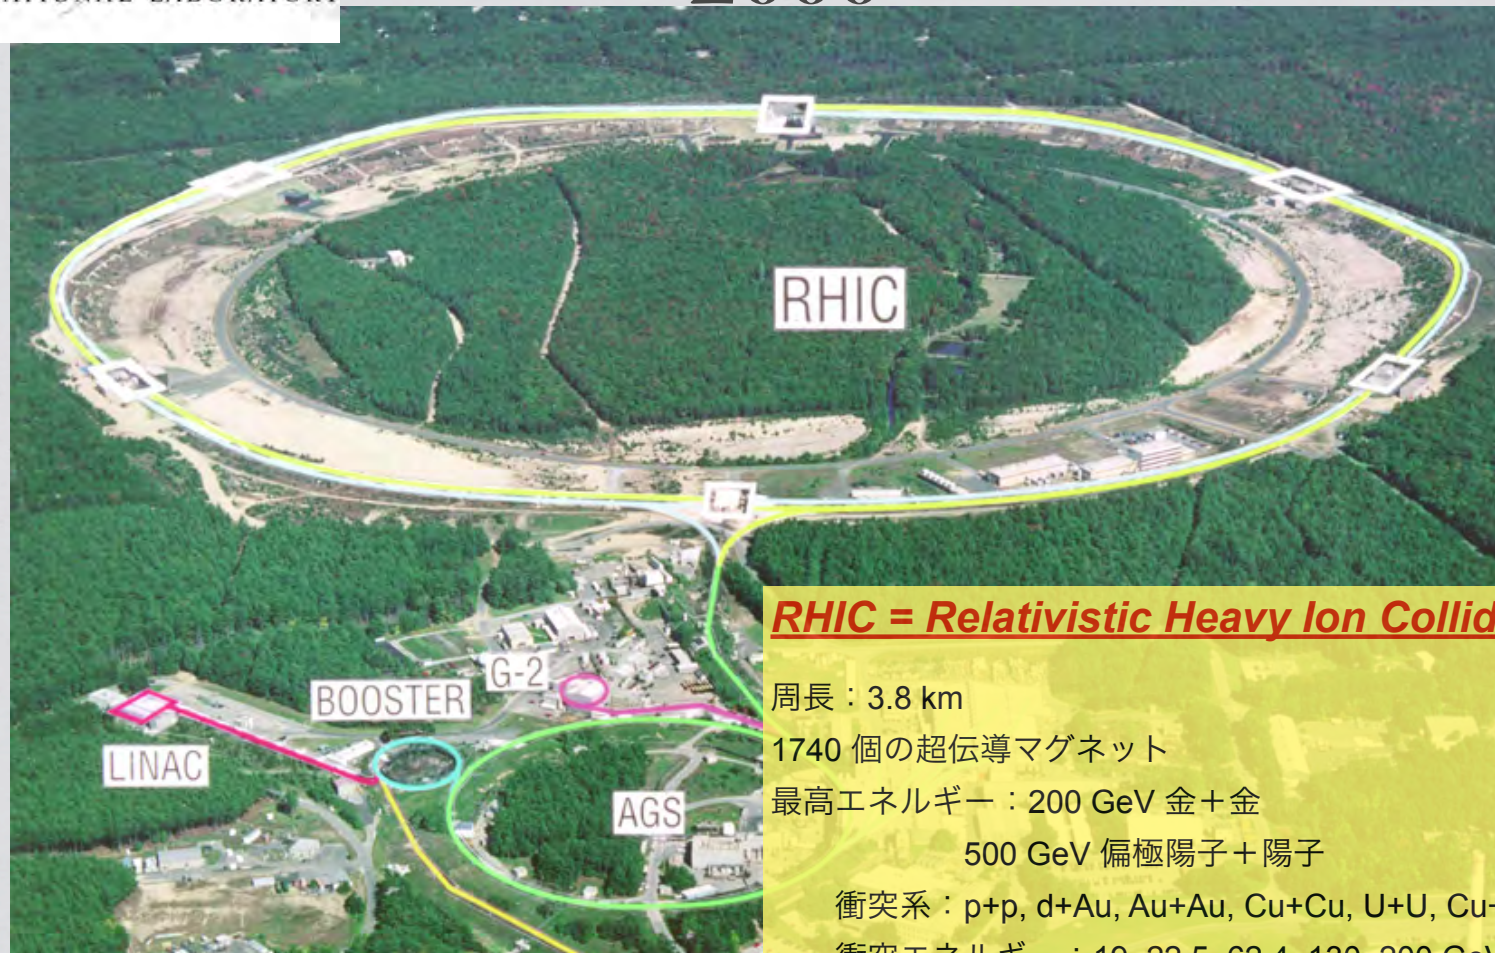 RHIC
RHIC = Relativistic Heavy Ion Collid
周長：3.8 km
G-2
BOOSTER
1740 個の超伝導マグネット
LINAC
最高エネルギー：200 GeV 金＋金
AGS
500 GeV 偏極陽子＋陽子
衝突系：p+p, d+Au, Au+Au, Cu+Cu, U+U, Cu+